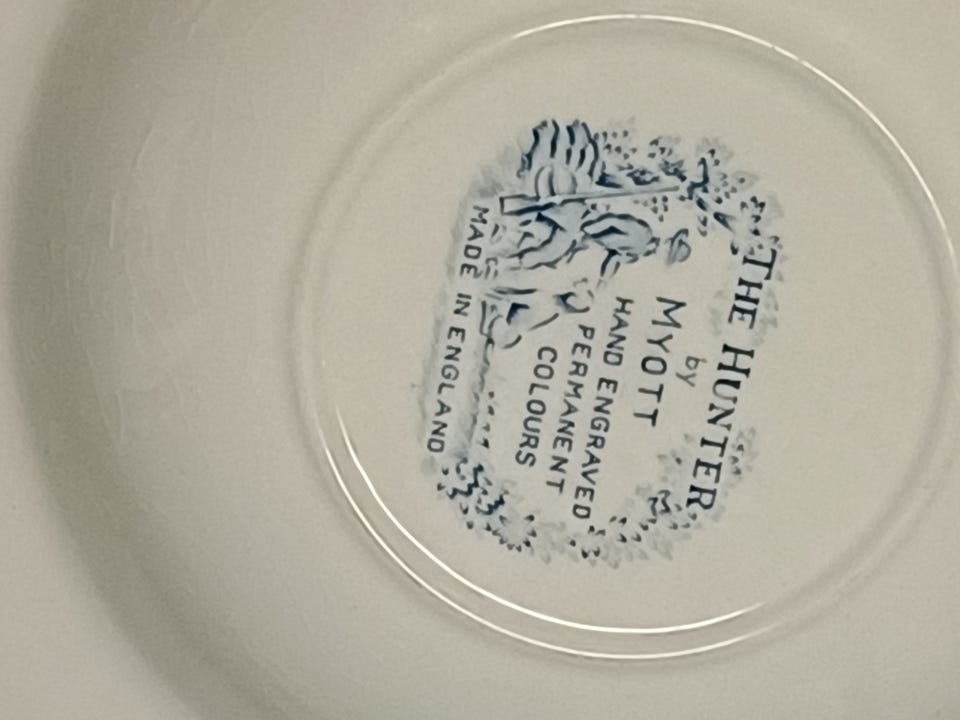 THE HUNTER
by
MYOTT
HAND ENGRAVED
PERMANENT
COLOURS
MADE IN ENGLAND